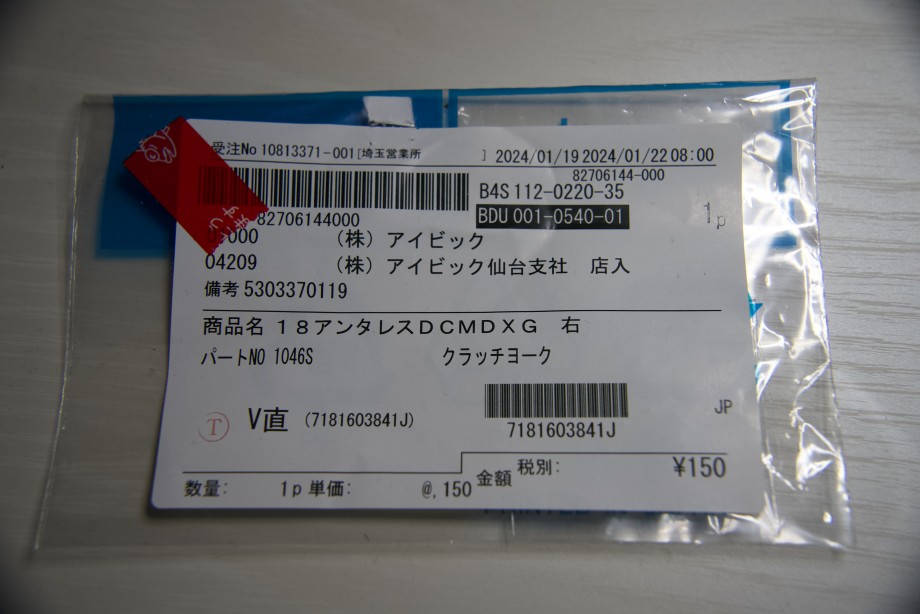 受注No 10813371-001[埼玉営業所 ] 2024/01/19 2024/01/22 08:00
82706144-000
B4S 112-0220-35
82706144000 BDU 001-0540-01 1p
000 (株) アイビック
04209 (株) アイビック仙台支社 店入
備考 5303370119
商品名 18アンタレスDCMDXG 右
パートNO 1046S クラッチヨーク
T V直 (7181603841J) JP
7181603841J
税別: ¥150
数量: 1p 単価: @,150 金額